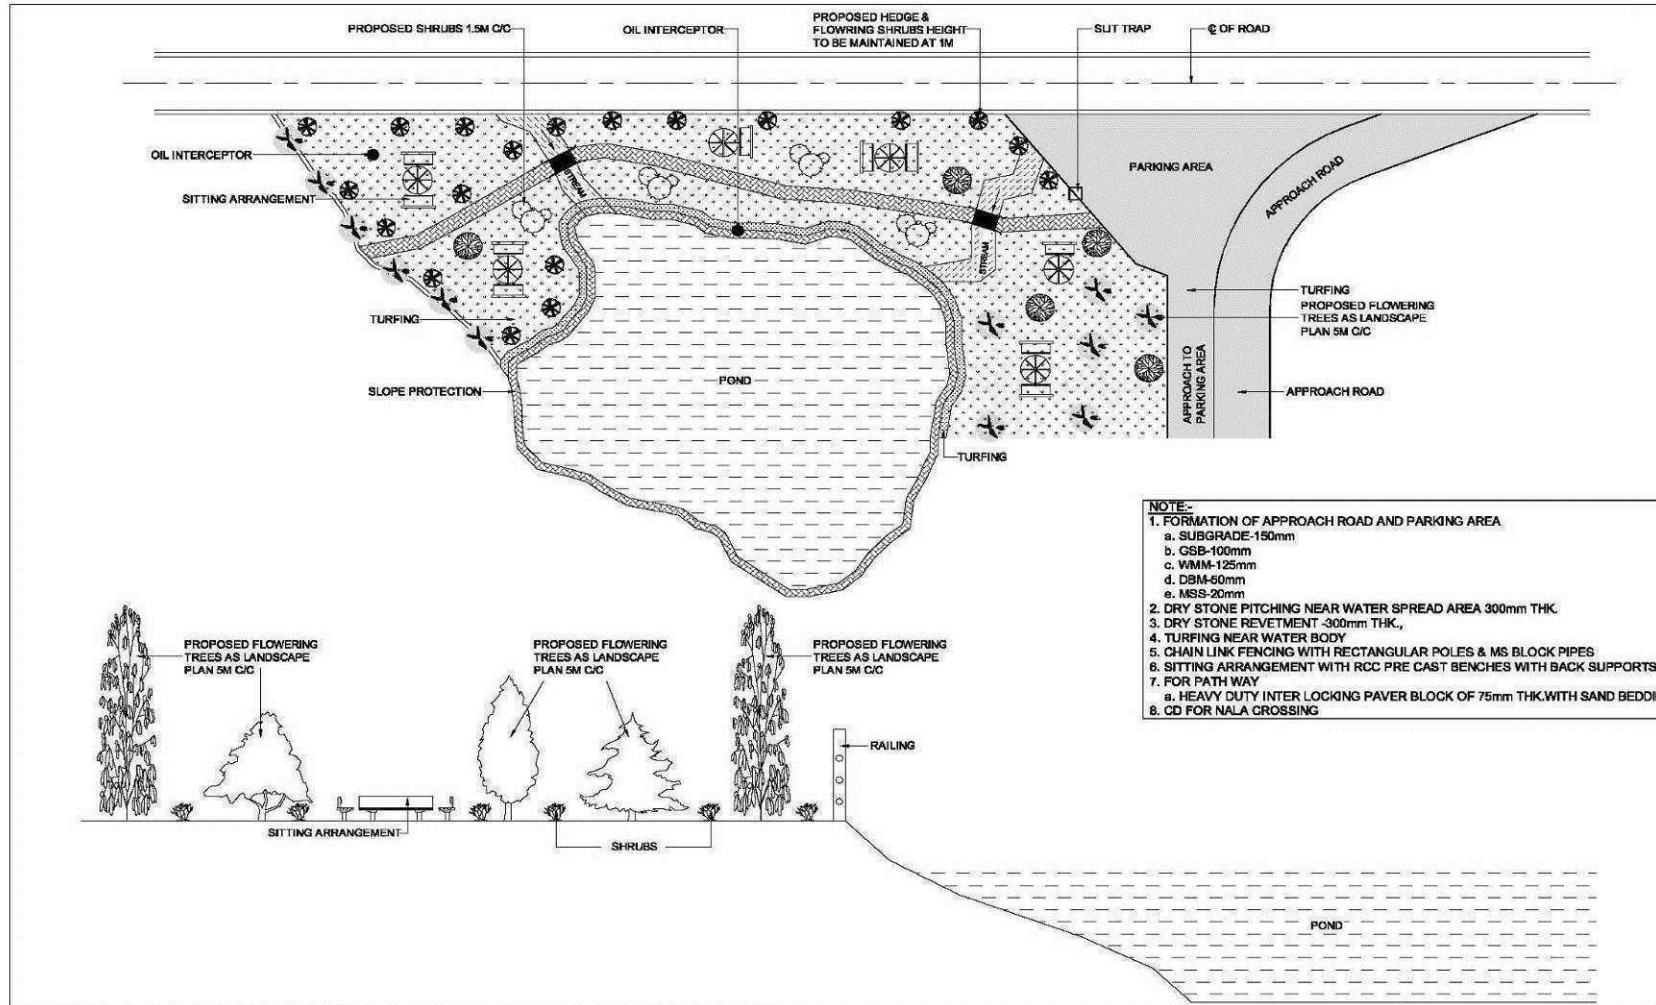 PROPOSED SHRUBS 1.5M C/C
OIL INTERCEPTOR
PROPOSED HEDGE &
FLOWRING SHRUBS HEIGHT
TO BE MAINTAINED AT 1M
SLIT TRAP
℄ OF ROAD
OIL INTERCEPTOR
SITTING ARRANGEMENT
STREAM
STREAM
PARKING AREA
APPROACH ROAD
TURFING
TURFING
PROPOSED FLOWERING
TREES AS LANDSCAPE
PLAN 5M C/C
SLOPE PROTECTION
POND
APPROACH TO
PARKING AREA
APPROACH ROAD
TURFING
NOTE:-
1. FORMATION OF APPROACH ROAD AND PARKING AREA
a. SUBGRADE-150mm
b. GSB-100mm
c. WMM-125mm
d. DBM-50mm
e. MSS-20mm
2. DRY STONE PITCHING NEAR WATER SPREAD AREA 300mm THK.
3. DRY STONE REVETMENT -300mm THK.,
4. TURFING NEAR WATER BODY
5. CHAIN LINK FENCING WITH RECTANGULAR POLES & MS BLOCK PIPES
6. SITTING ARRANGEMENT WITH RCC PRE CAST BENCHES WITH BACK SUPPORTS
7. FOR PATH WAY
a. HEAVY DUTY INTER LOCKING PAVER BLOCK OF 75mm THK.WITH SAND BEDDI
8. CD FOR NALA CROSSING
PROPOSED FLOWERING
TREES AS LANDSCAPE
PLAN 5M C/C
PROPOSED FLOWERING
TREES AS LANDSCAPE
PLAN 5M C/C
PROPOSED FLOWERING
TREES AS LANDSCAPE
PLAN 5M C/C
RAILING
SITTING ARRANGEMENT
SHRUBS
POND